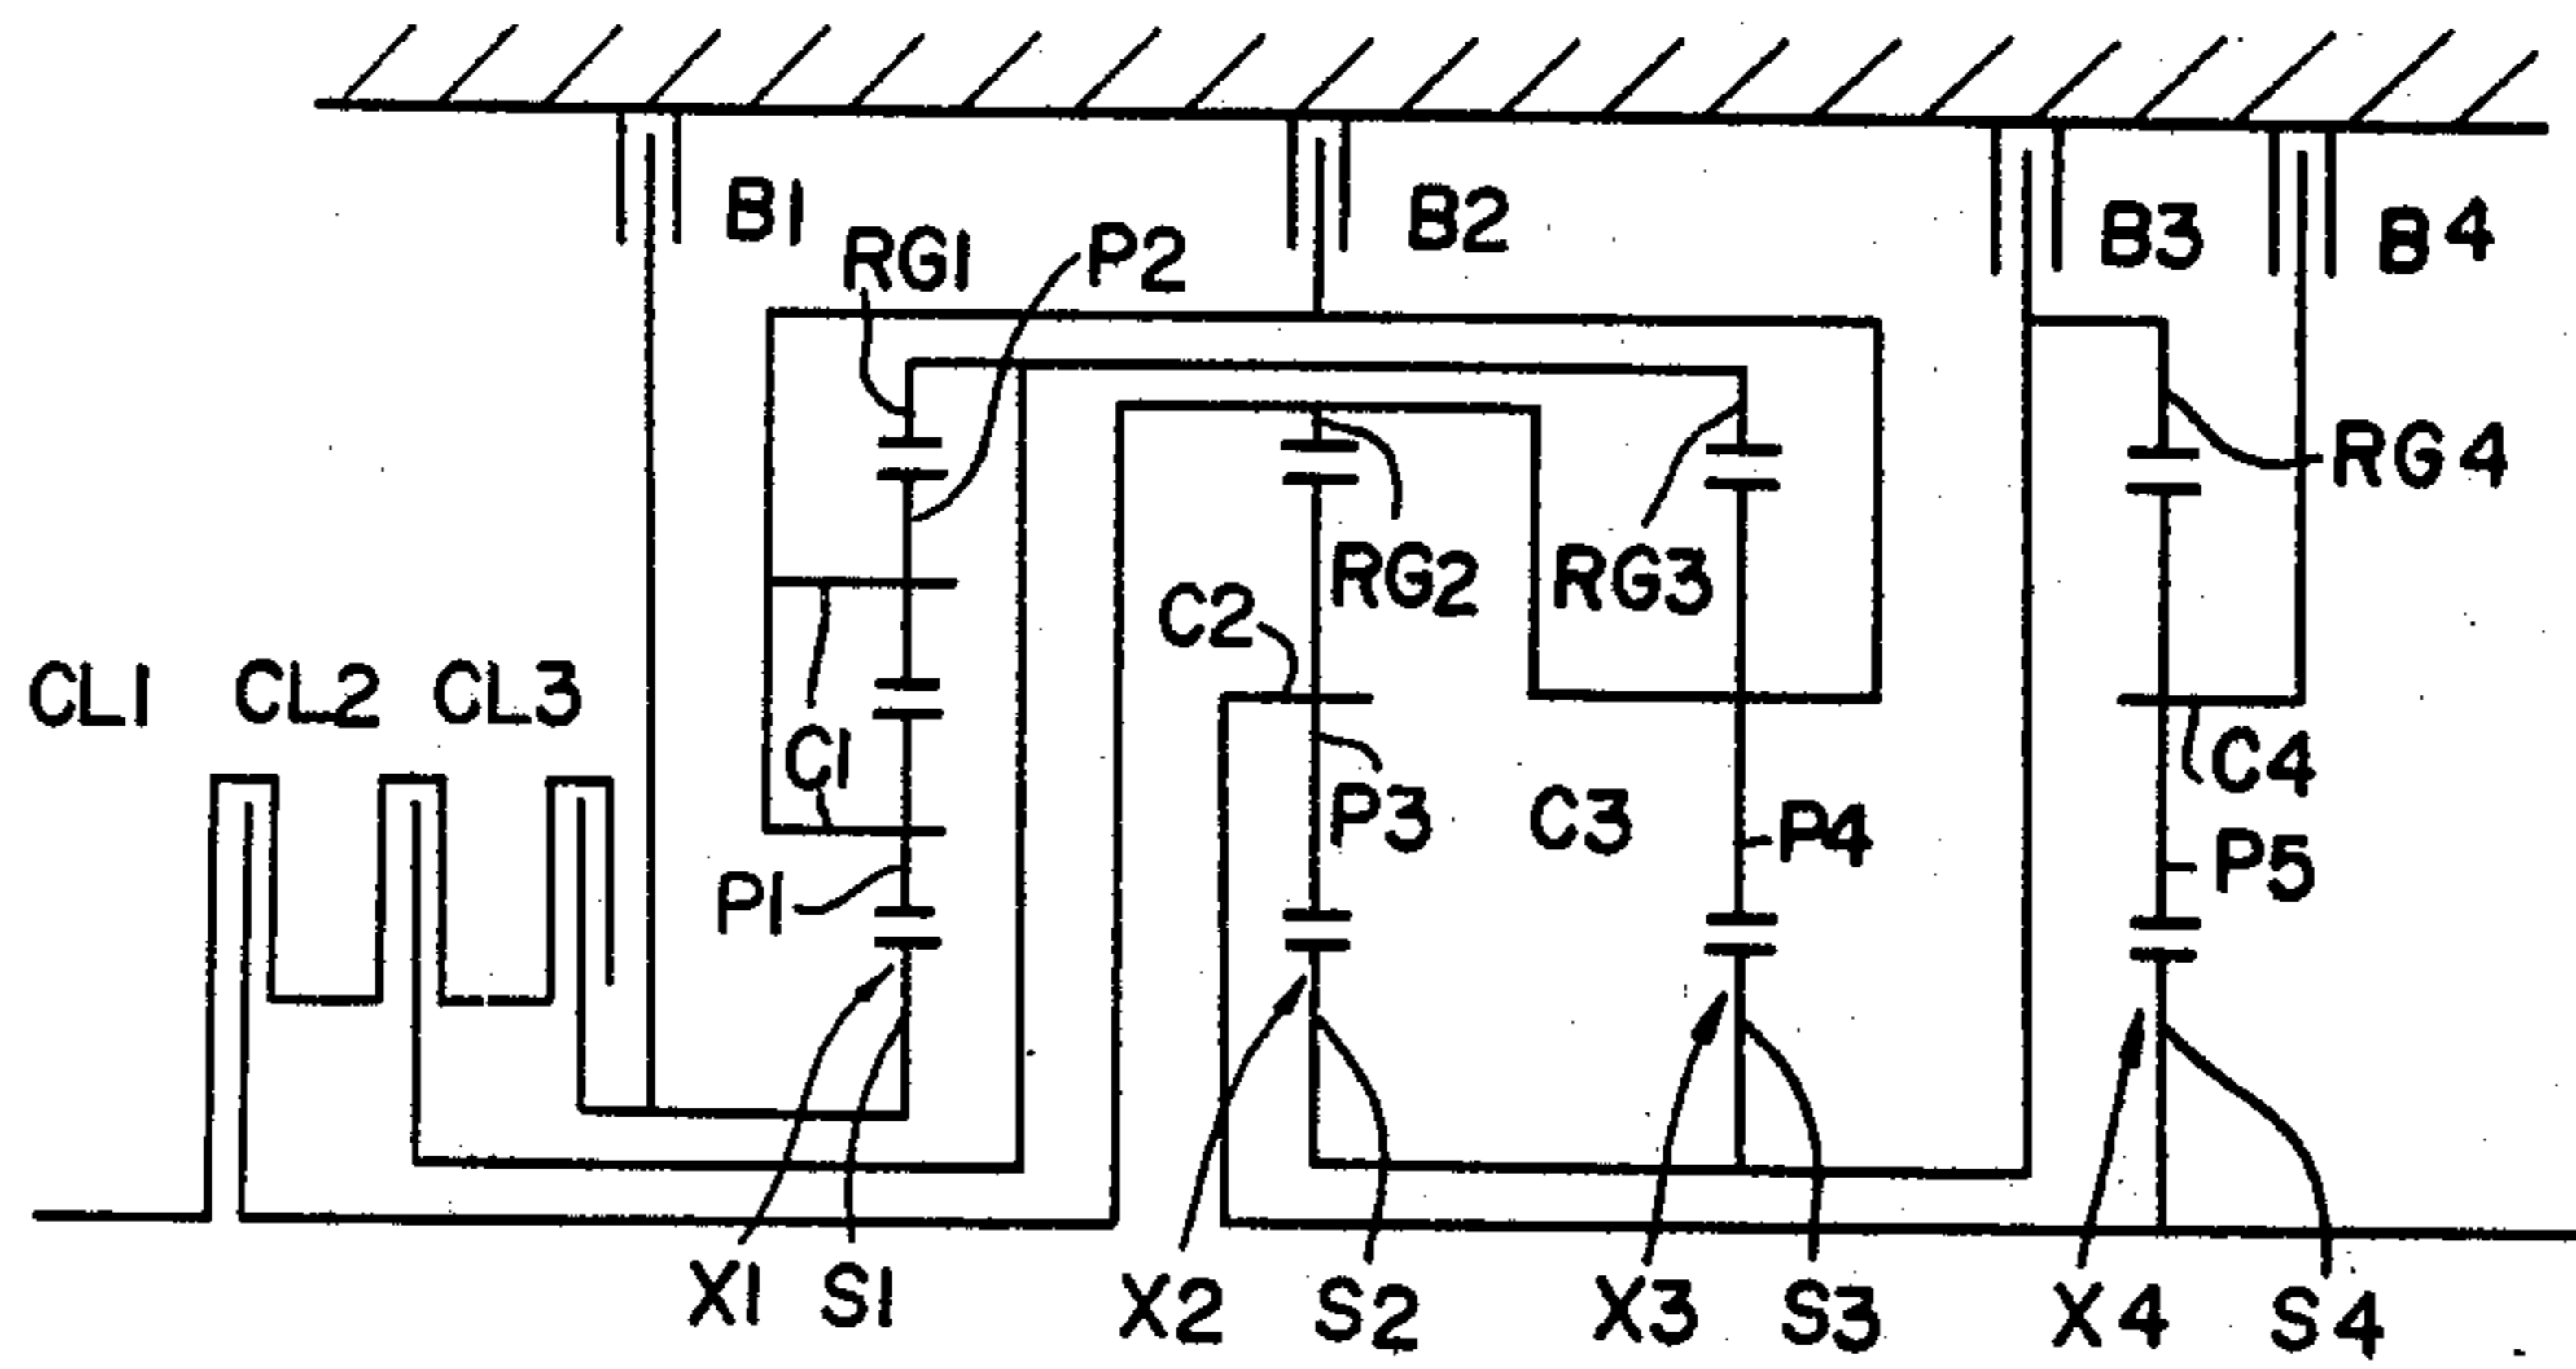 B1
B2
B3
B4
RG1
P2
RG4
RG2
RG3
C2
CL1
CL2
CL3
C1
C4
P3
C3
P4
P5
P1
X1
S1
X2
S2
X3
S3
X4
S4